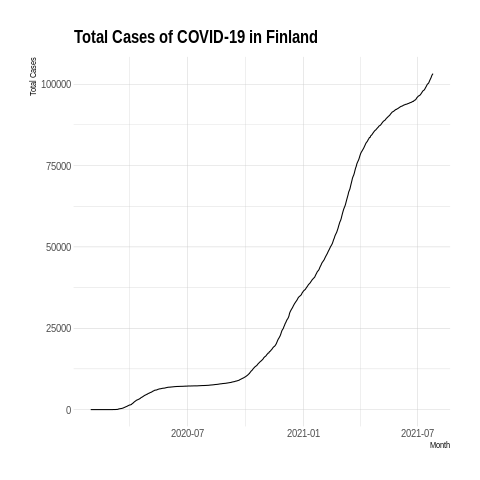 Total Cases of COVID-19 in Finland
Total Cases
100000
75000
50000
25000
0
2020-07
2021-01
2021-07
Month